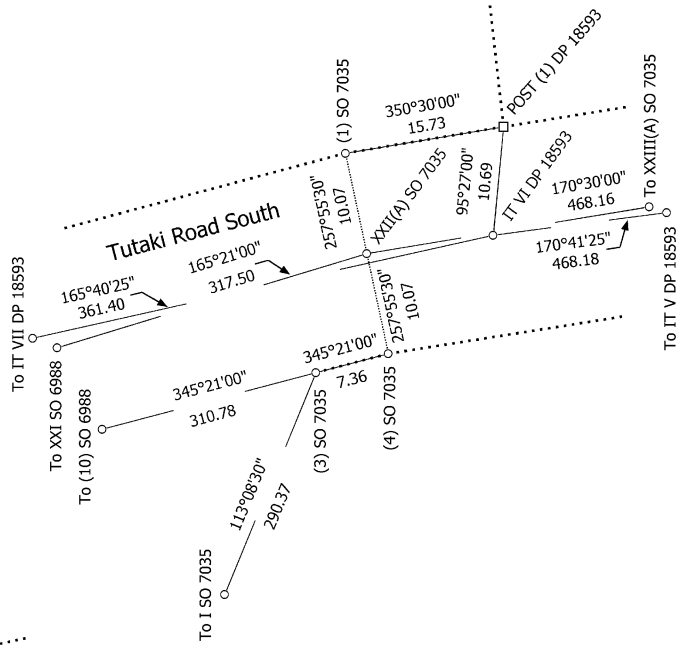 POST (1) DP 18593
(1) SO 7035
350°30'00"
15.73
To XXIII(A) SO 7035
257°55'30"
10.07
XXII(A) SO 7035
95°27'00"
10.69
IT VI DP 18593
170°30'00"
468.16
Tutaki Road South
165°21'00"
317.50
170°41'25"
468.18
To IT V DP 18593
To IT VII DP 18593
165°40'25"
361.40
257°55'30"
10.07
To XXI SO 6988
To (10) SO 6988
345°21'00"
7.36
345°21'00"
310.78
(3) SO 7035
(4) SO 7035
113°08'30"
290.37
To I SO 7035